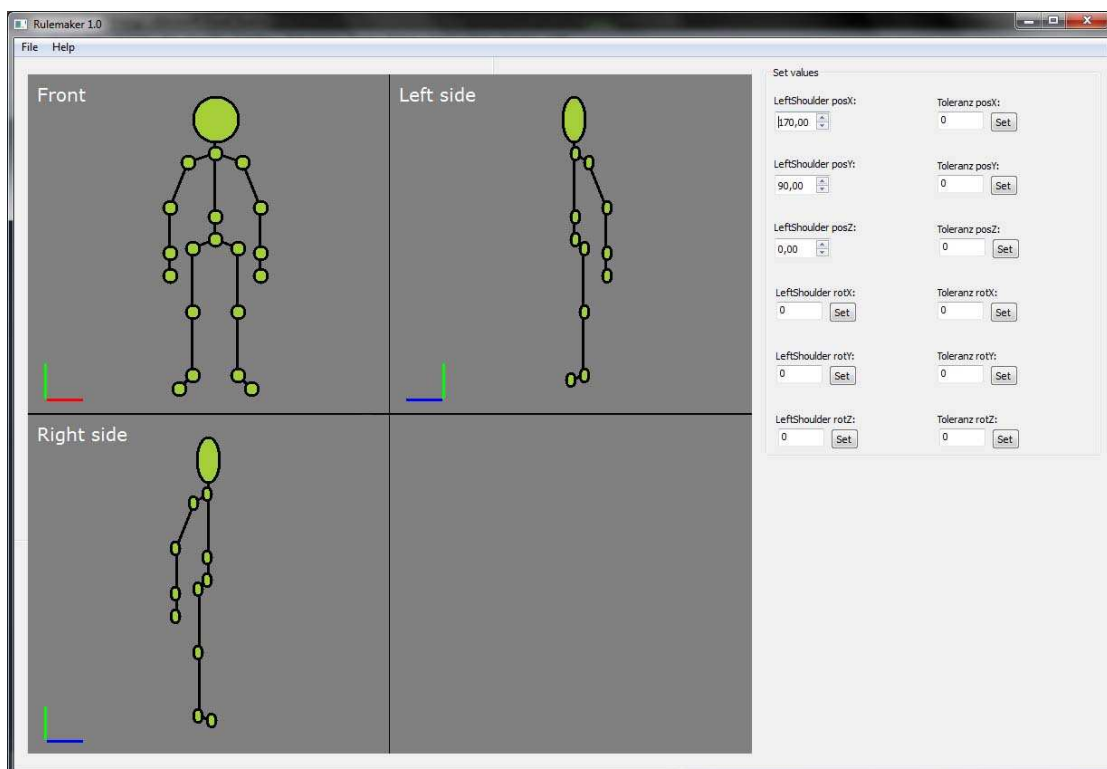 Rulemaker 1.0
File Help
Front
Left side
Right side
Set values
LeftShoulder posX:
Toleranz posX:
170,00
0
Set
LeftShoulder posY:
Toleranz posY:
90,00
0
Set
LeftShoulder posZ:
Toleranz posZ:
0,00
0
Set
LeftShoulder rotX:
Toleranz rotX:
0
Set
0
Set
LeftShoulder rotY:
Toleranz rotY:
0
Set
0
Set
LeftShoulder rotZ:
Toleranz rotZ:
0
Set
0
Set